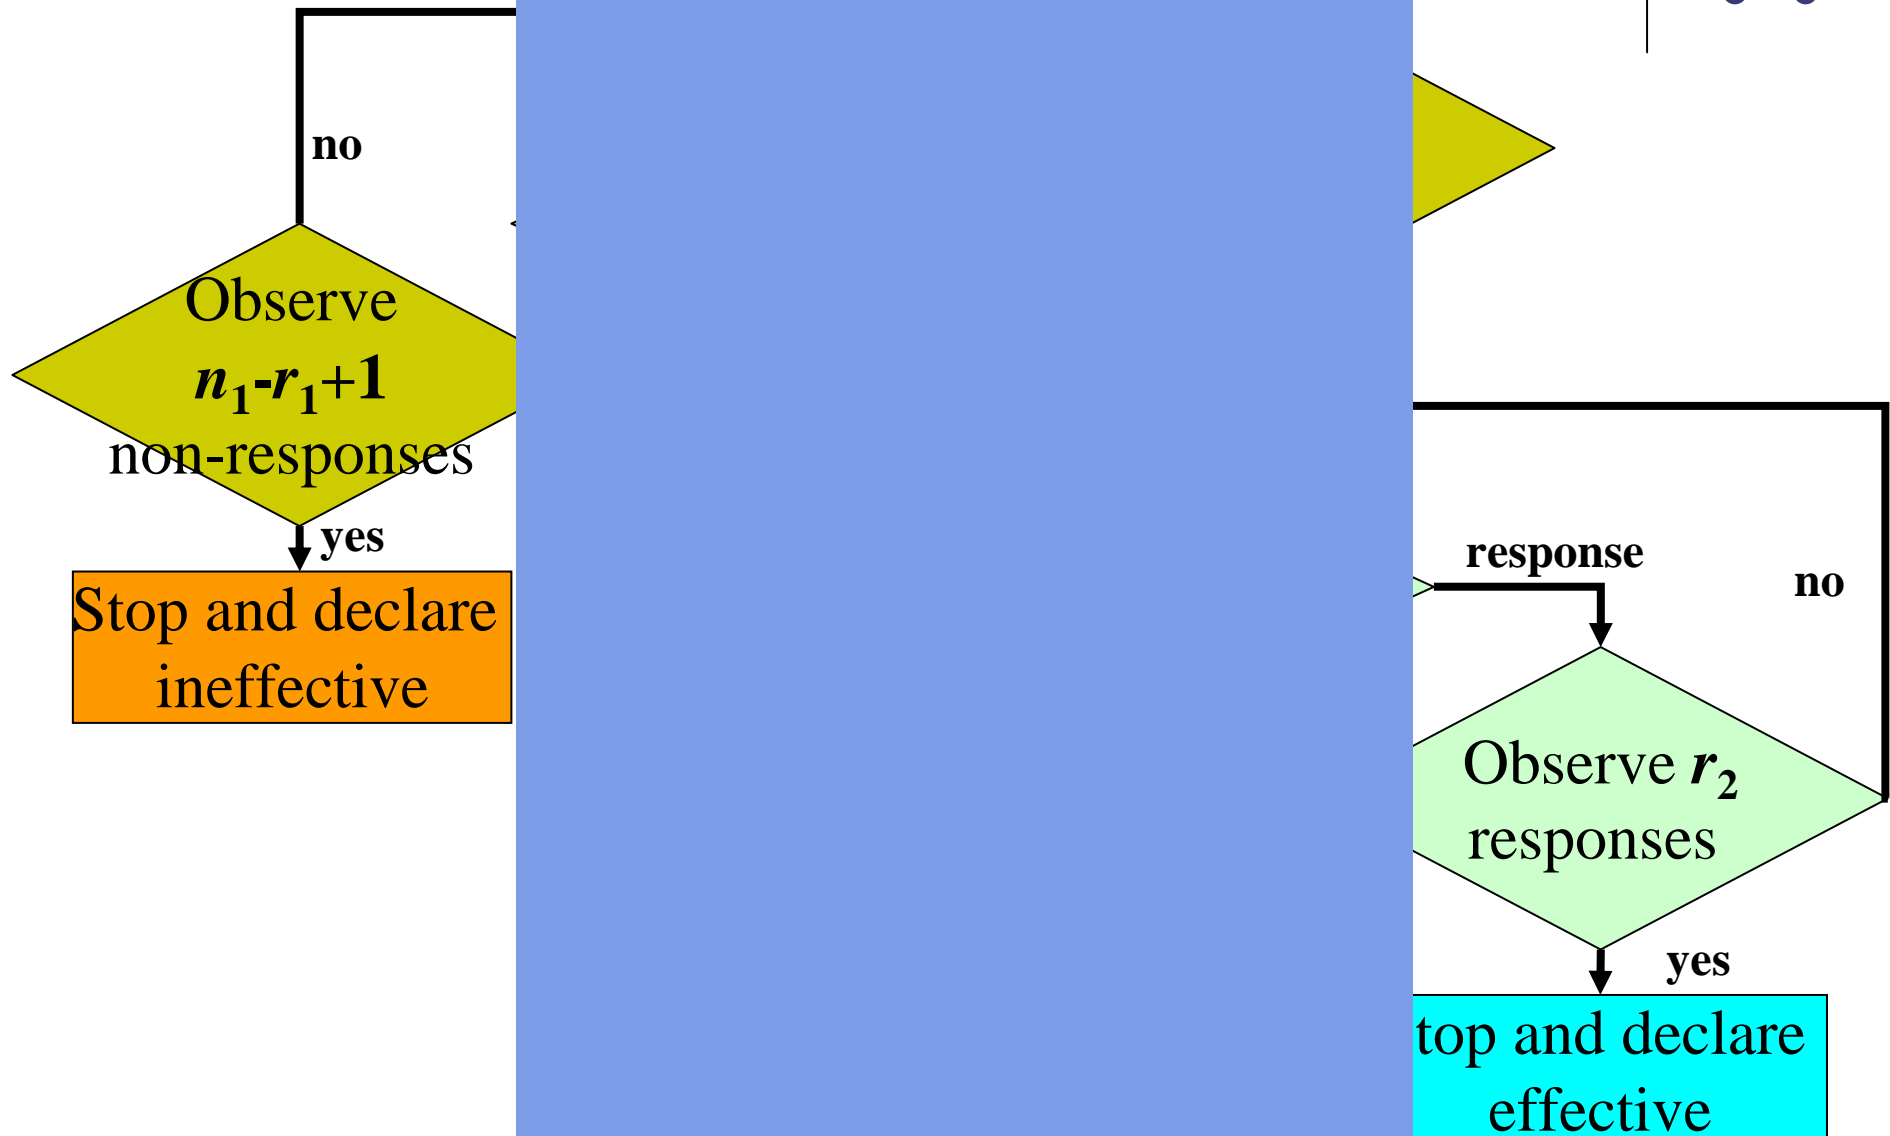 no
Observe
n₁-r₁+1
non-responses
yes
Stop and declare
ineffective
response
no
Observe r₂
responses
yes
top and declare
effective